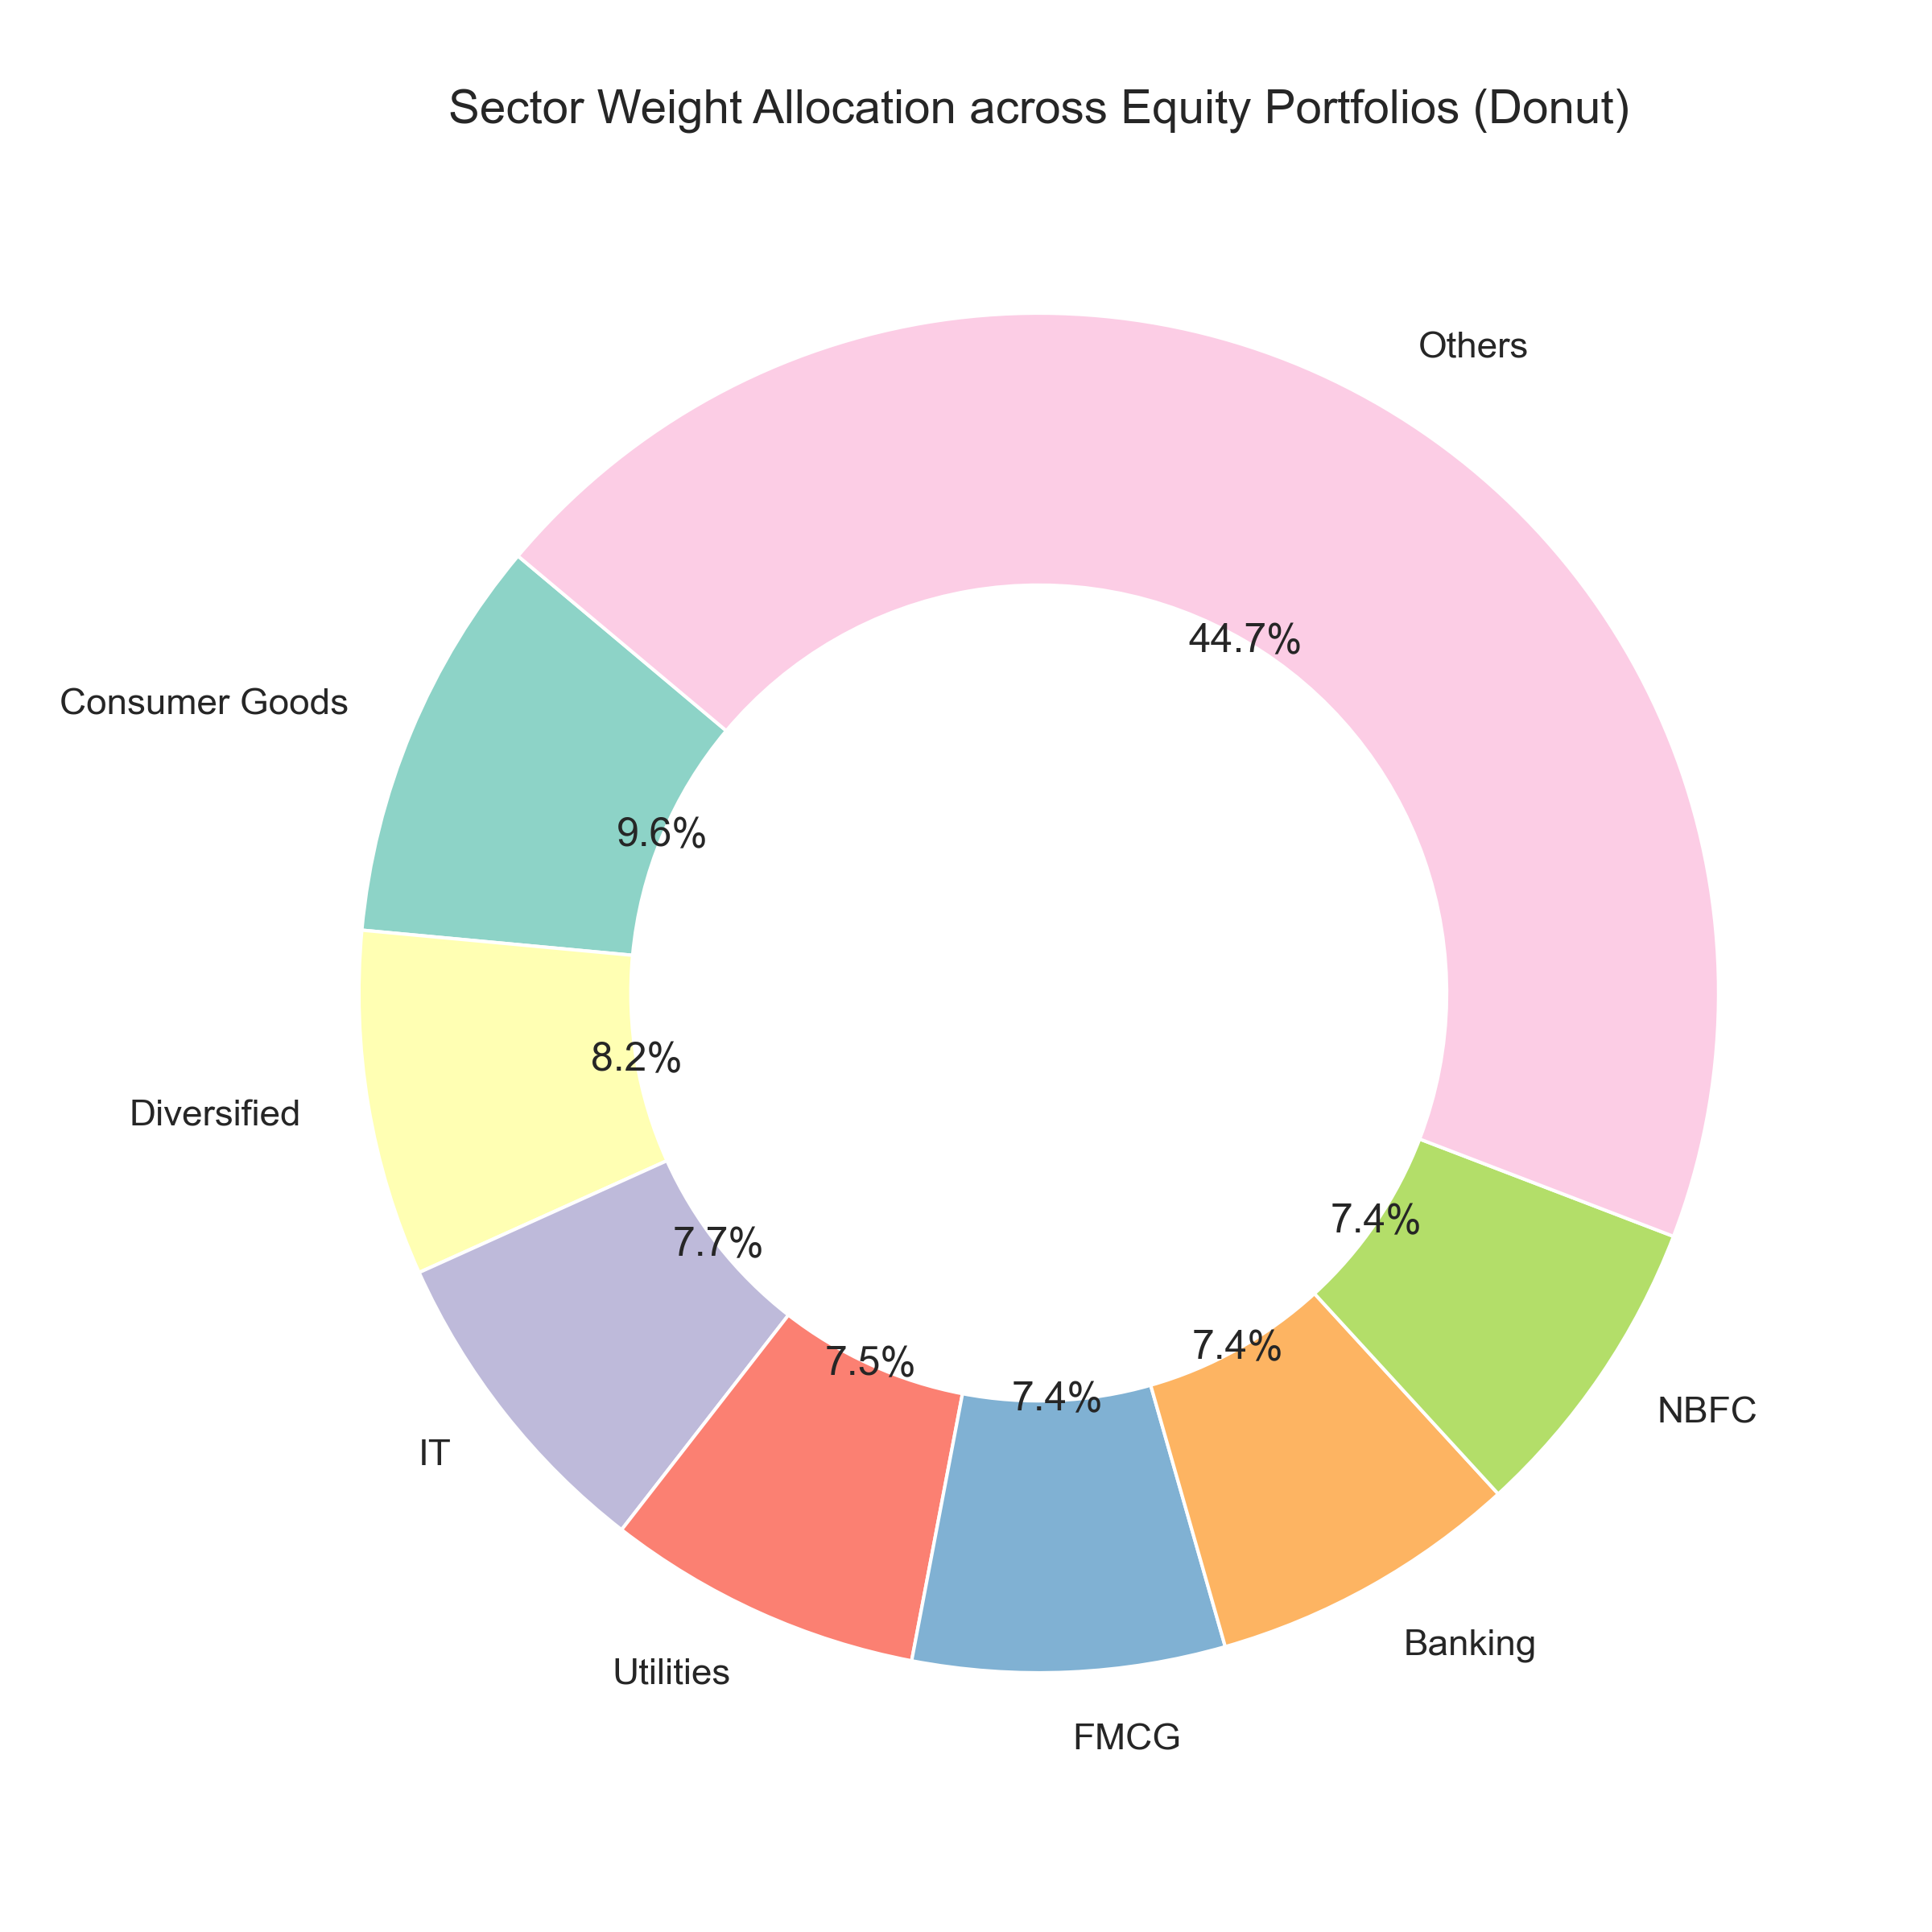 Sector Weight Allocation across Equity Portfolios (Donut)
Others
44.7%
Consumer Goods
9.6%
8.2%
Diversified
7.7%
7.4%
7.5%
7.4%
7.4%
NBFC
IT
Banking
Utilities
FMCG